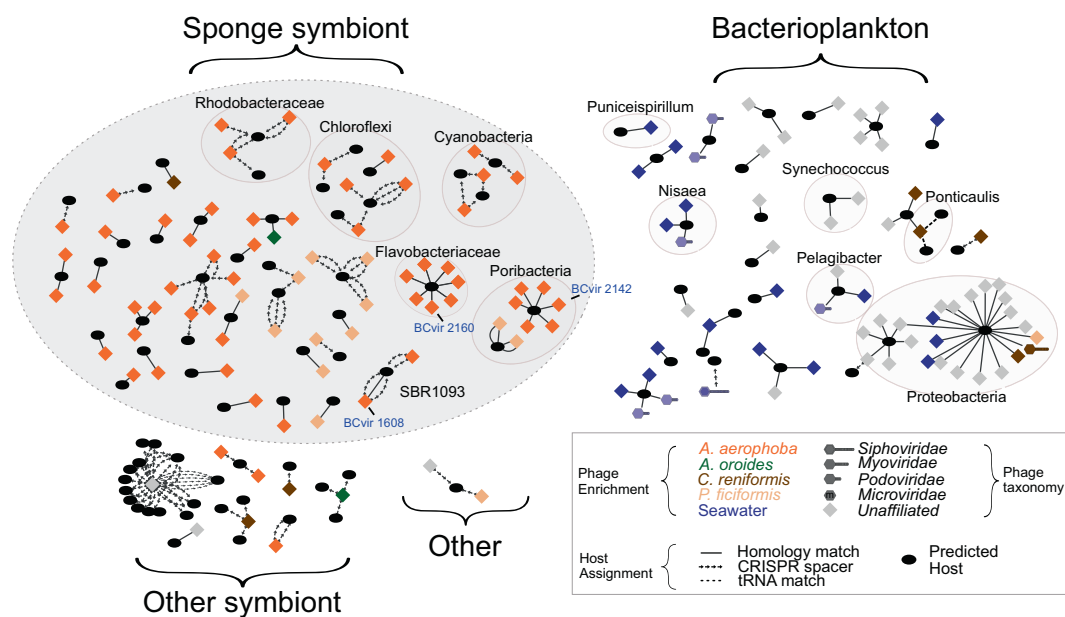 Sponge symbiont
Bacterioplankton
Rhodobacteraceae
Chloroflexi
Cyanobacteria
Flavobacteriaceae
Poribacteria
BCvir 2142
BCvir 2160
SBR1093
BCvir 1608
Puniceispirillum
Synechococcus
Nisaea
Ponticaulis
Pelagibacter
Proteobacteria
Other symbiont
Other
Phage
Enrichment
A. aerophoba
A. oroides
C. reniformis
P. ficiformis
Seawater
Siphoviridae
Myoviridae
Podoviridae
m
Microviridae
Unaffiliated
Phage
taxonomy
Host
Assignment
Homology match
CRISPR spacer
tRNA match
Predicted
Host